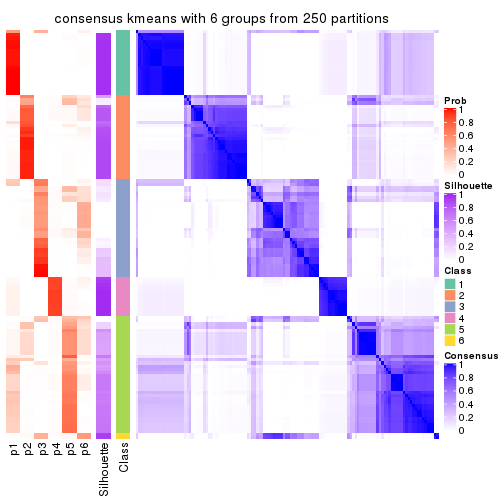 consensus kmeans with 6 groups from 250 partitions
Prob
1
0.8
0.6
0.4
0.2
0
Silhouette
1
0.8
0.6
0.4
0.2
0
Class
1
2
3
4
5
6
Consensus
1
0.8
0.6
0.4
0.2
0
p1
p2
p3
p4
p5
p6
Silhouette
Class